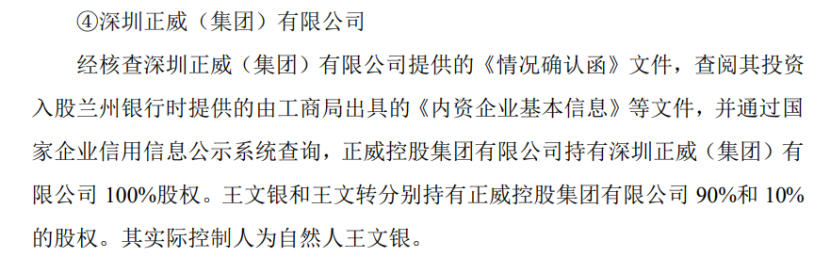 ④深圳正威（集团）有限公司
经核查深圳正威（集团）有限公司提供的《情况确认函》文件，查阅其投资
入股兰州银行时提供的由工商局出具的《内资企业基本信息》等文件，并通过国
家企业信用信息公示系统查询，正威控股集团有限公司持有深圳正威（集团）有
限公司 100%股权。王文银和王文转分别持有正威控股集团有限公司 90%和 10%
的股权。其实际控制人为自然人王文银。